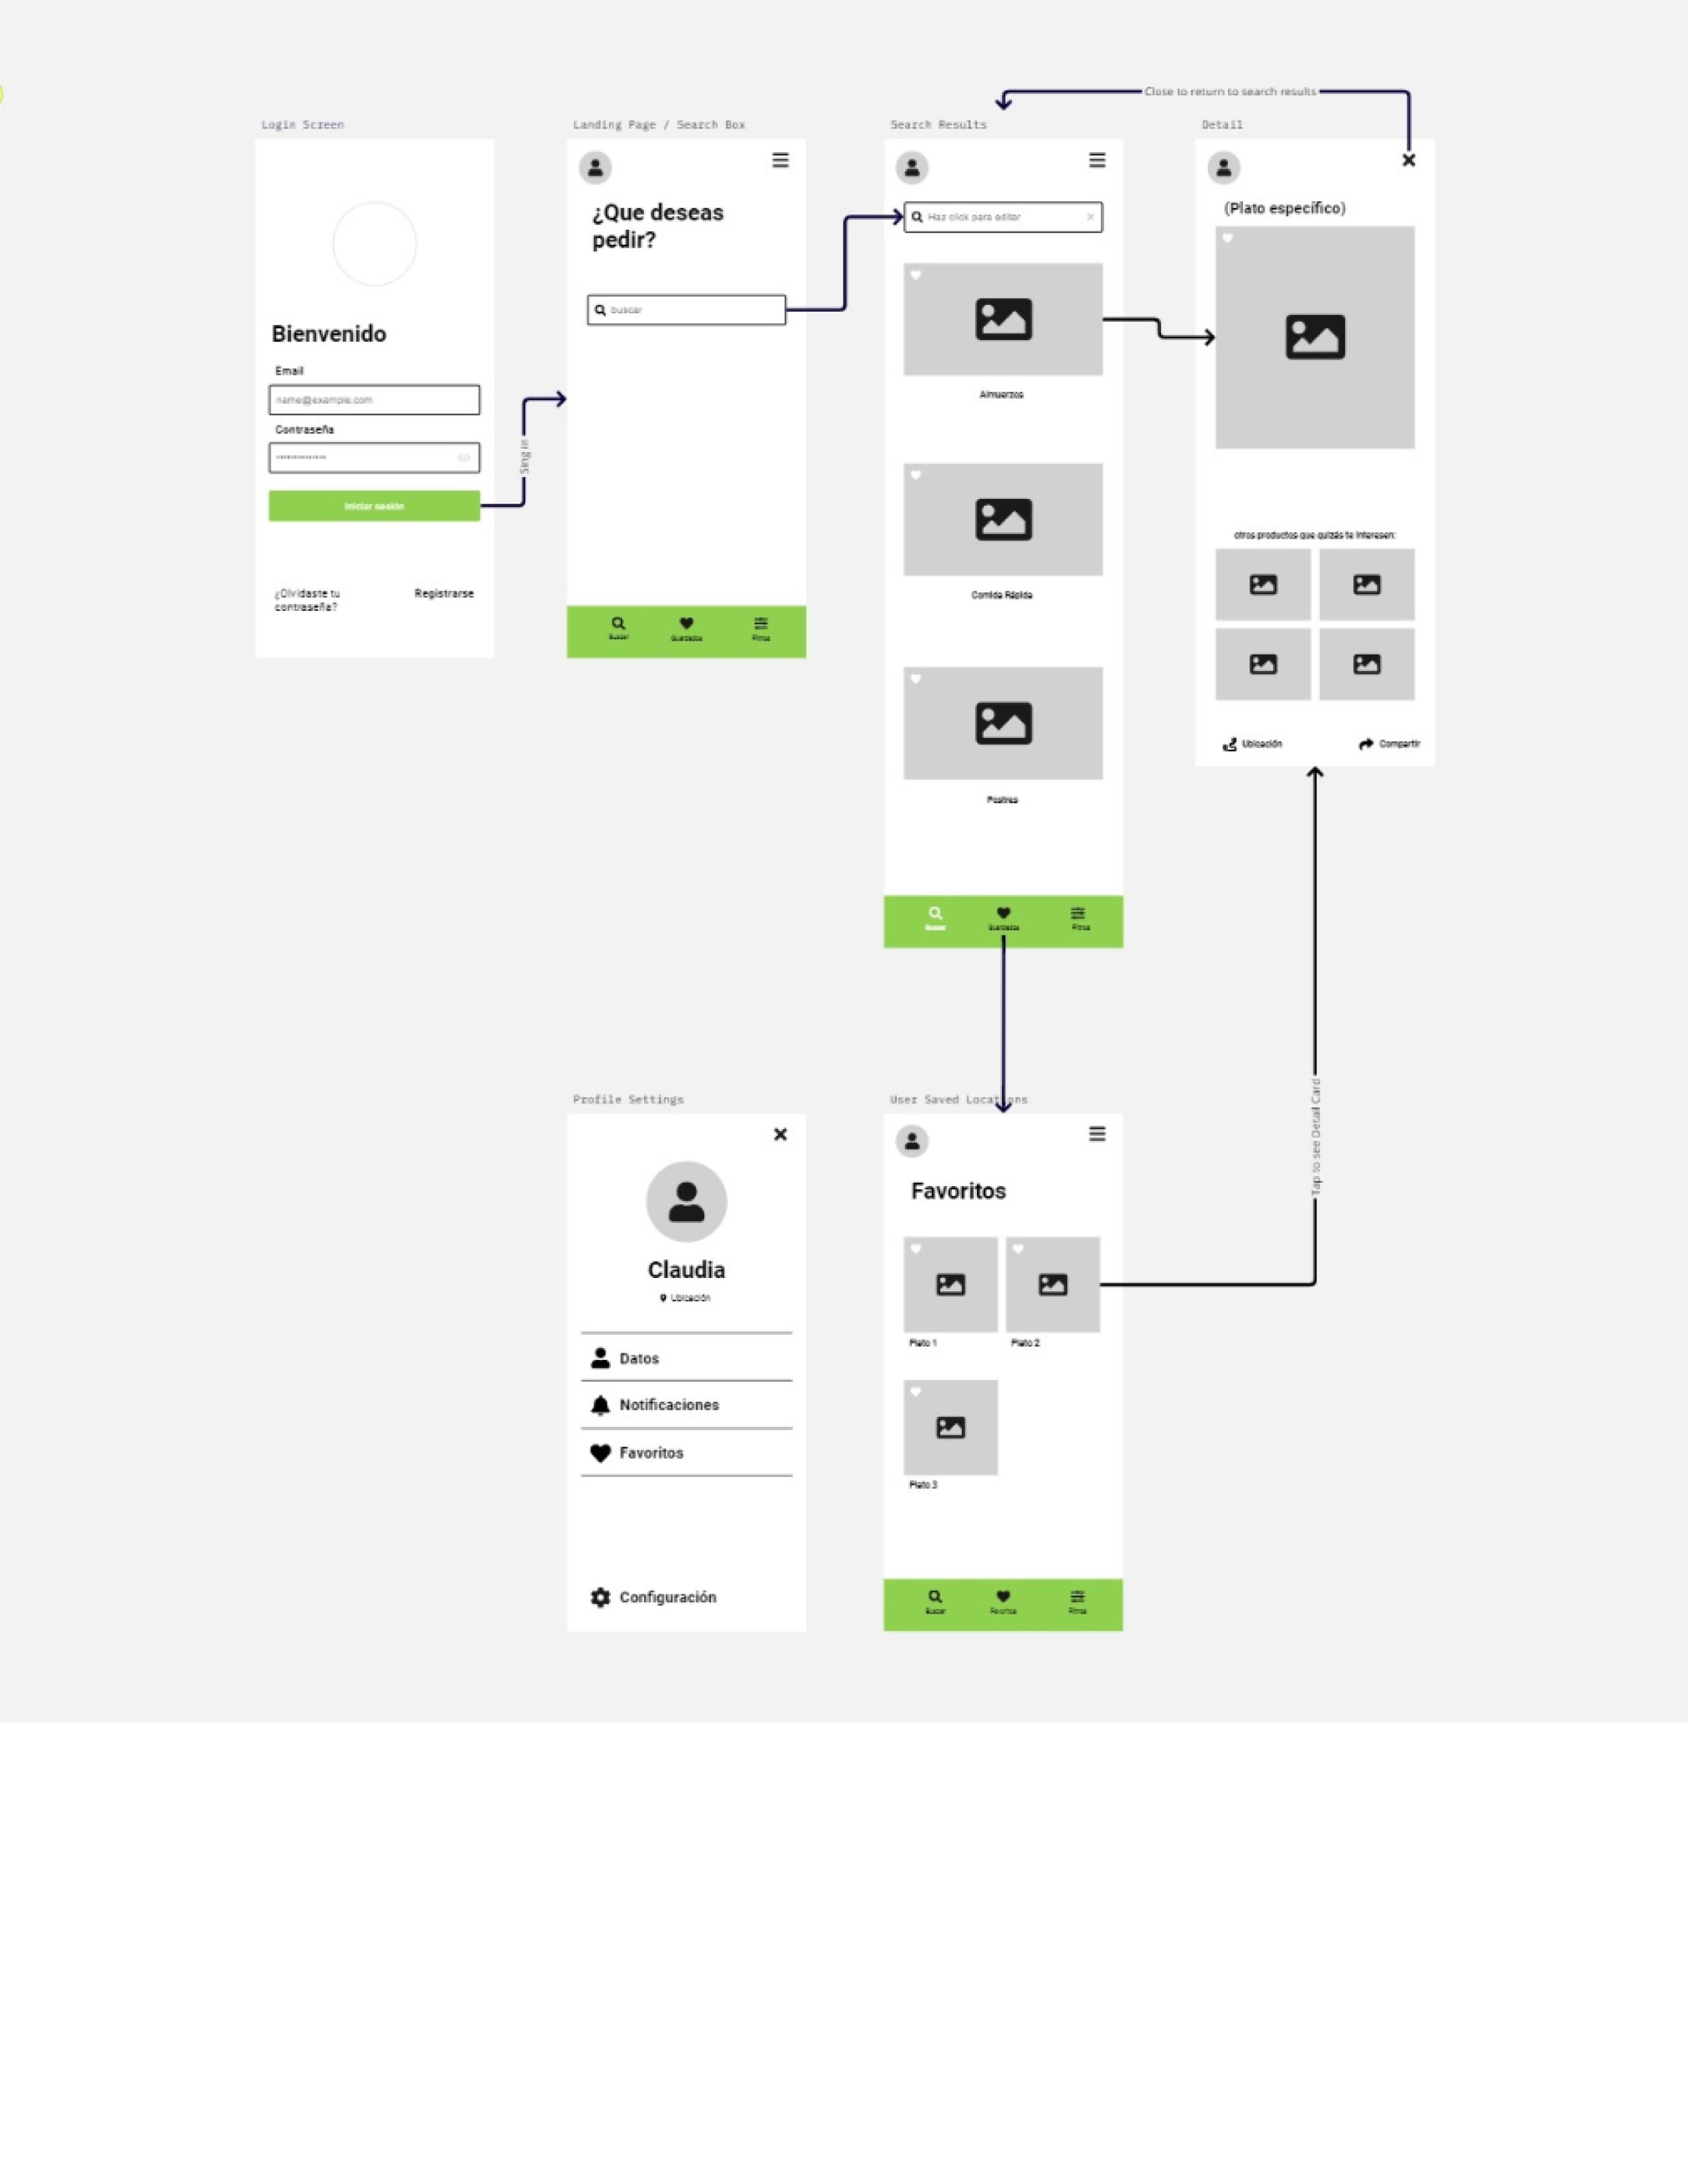 Close to return to search results
Login Screen
Landing Page / Search Box
Search Results
Detail
¿Que deseas
pedir?
buscar
Haz click para editar
(Plato específico)
Bienvenido
Email
name@example.com
Contraseña
Iniciar sesión
Sing in
¿Olvidaste tu
contraseña?
Registrarse
Buscar
Guardados
Filtros
Almuerzos
Comida Rápida
Postres
otros productos que quizás te interesen:
Ubicación
Compartir
Buscar
Guardados
Filtros
Tap to see Detail Card
Profile Settings
User Saved Locations
Claudia
Ubicación
Datos
Notificaciones
Favoritos
Configuración
Favoritos
Plato 1
Plato 2
Plato 3
Buscar
Favoritos
Filtros